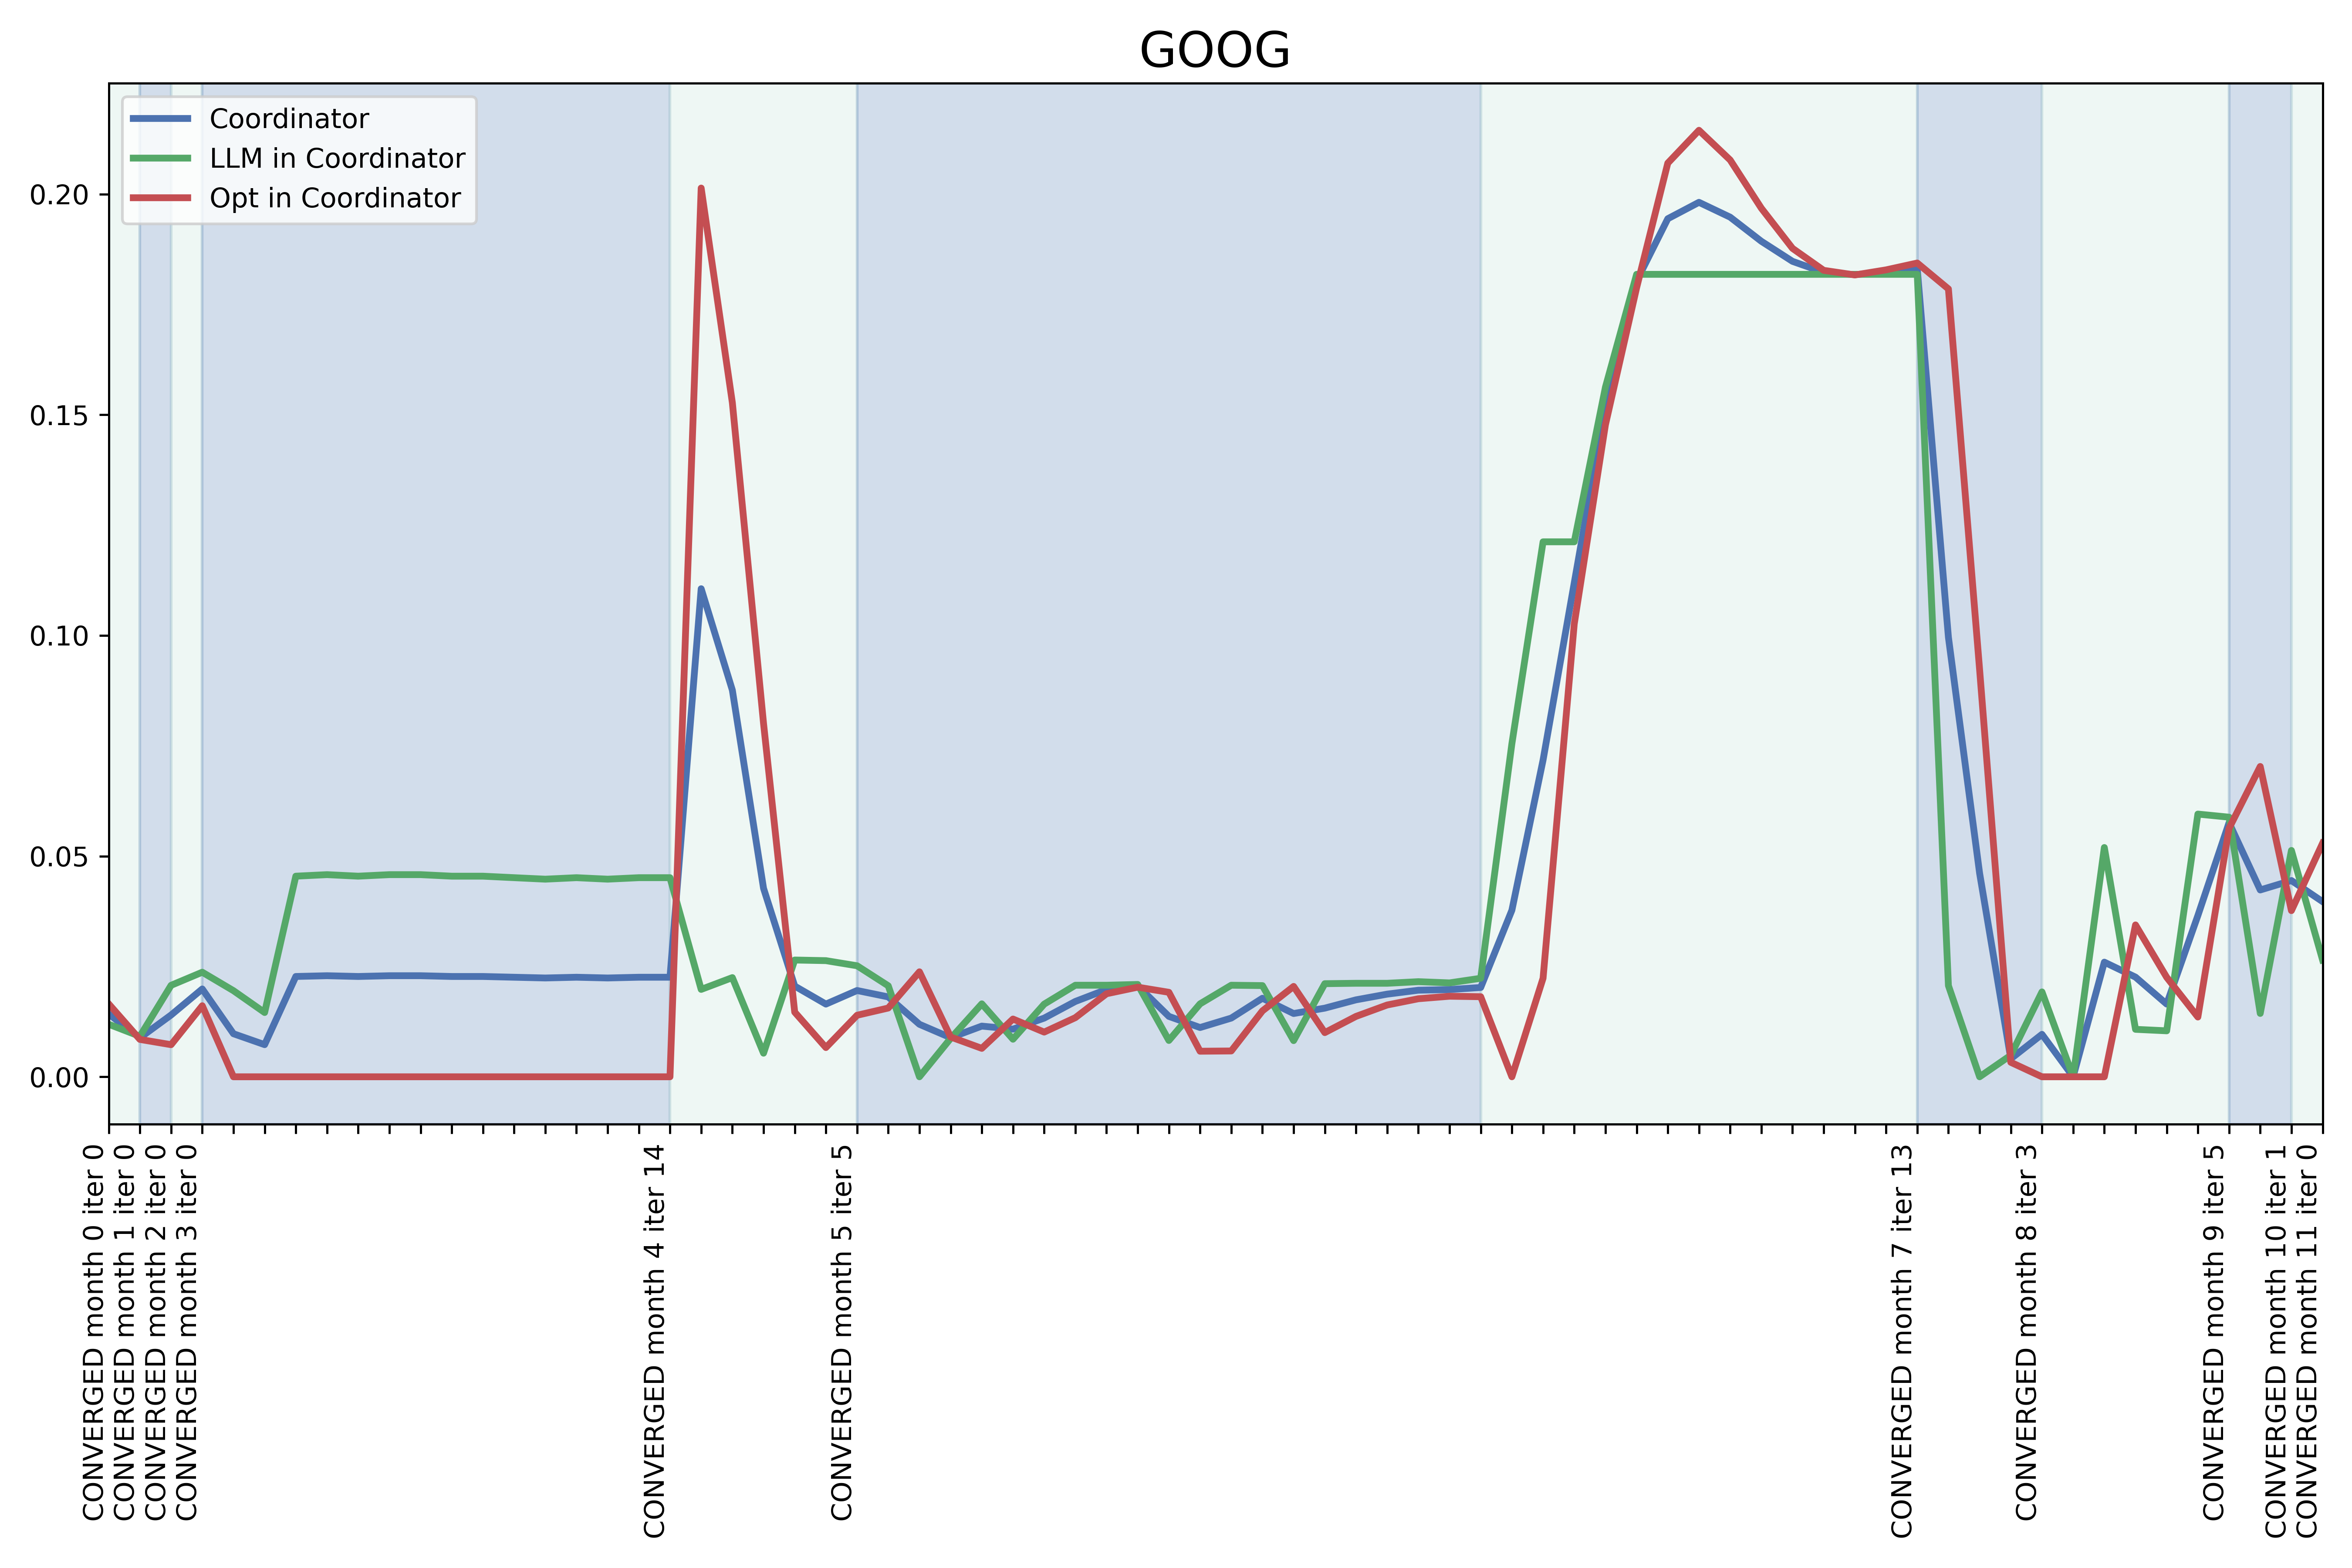 GOOG
Coordinator
LLM in Coordinator
Opt in Coordinator
0.20
0.15
0.10
0.05
0.00
CONVERGED month 0 iter 0
CONVERGED month 1 iter 0
CONVERGED month 2 iter 0
CONVERGED month 3 iter 0
CONVERGED month 4 iter 14
CONVERGED month 5 iter 5
CONVERGED month 7 iter 13
CONVERGED month 8 iter 3
CONVERGED month 9 iter 5
CONVERGED month 10 iter 1
CONVERGED month 11 iter 0